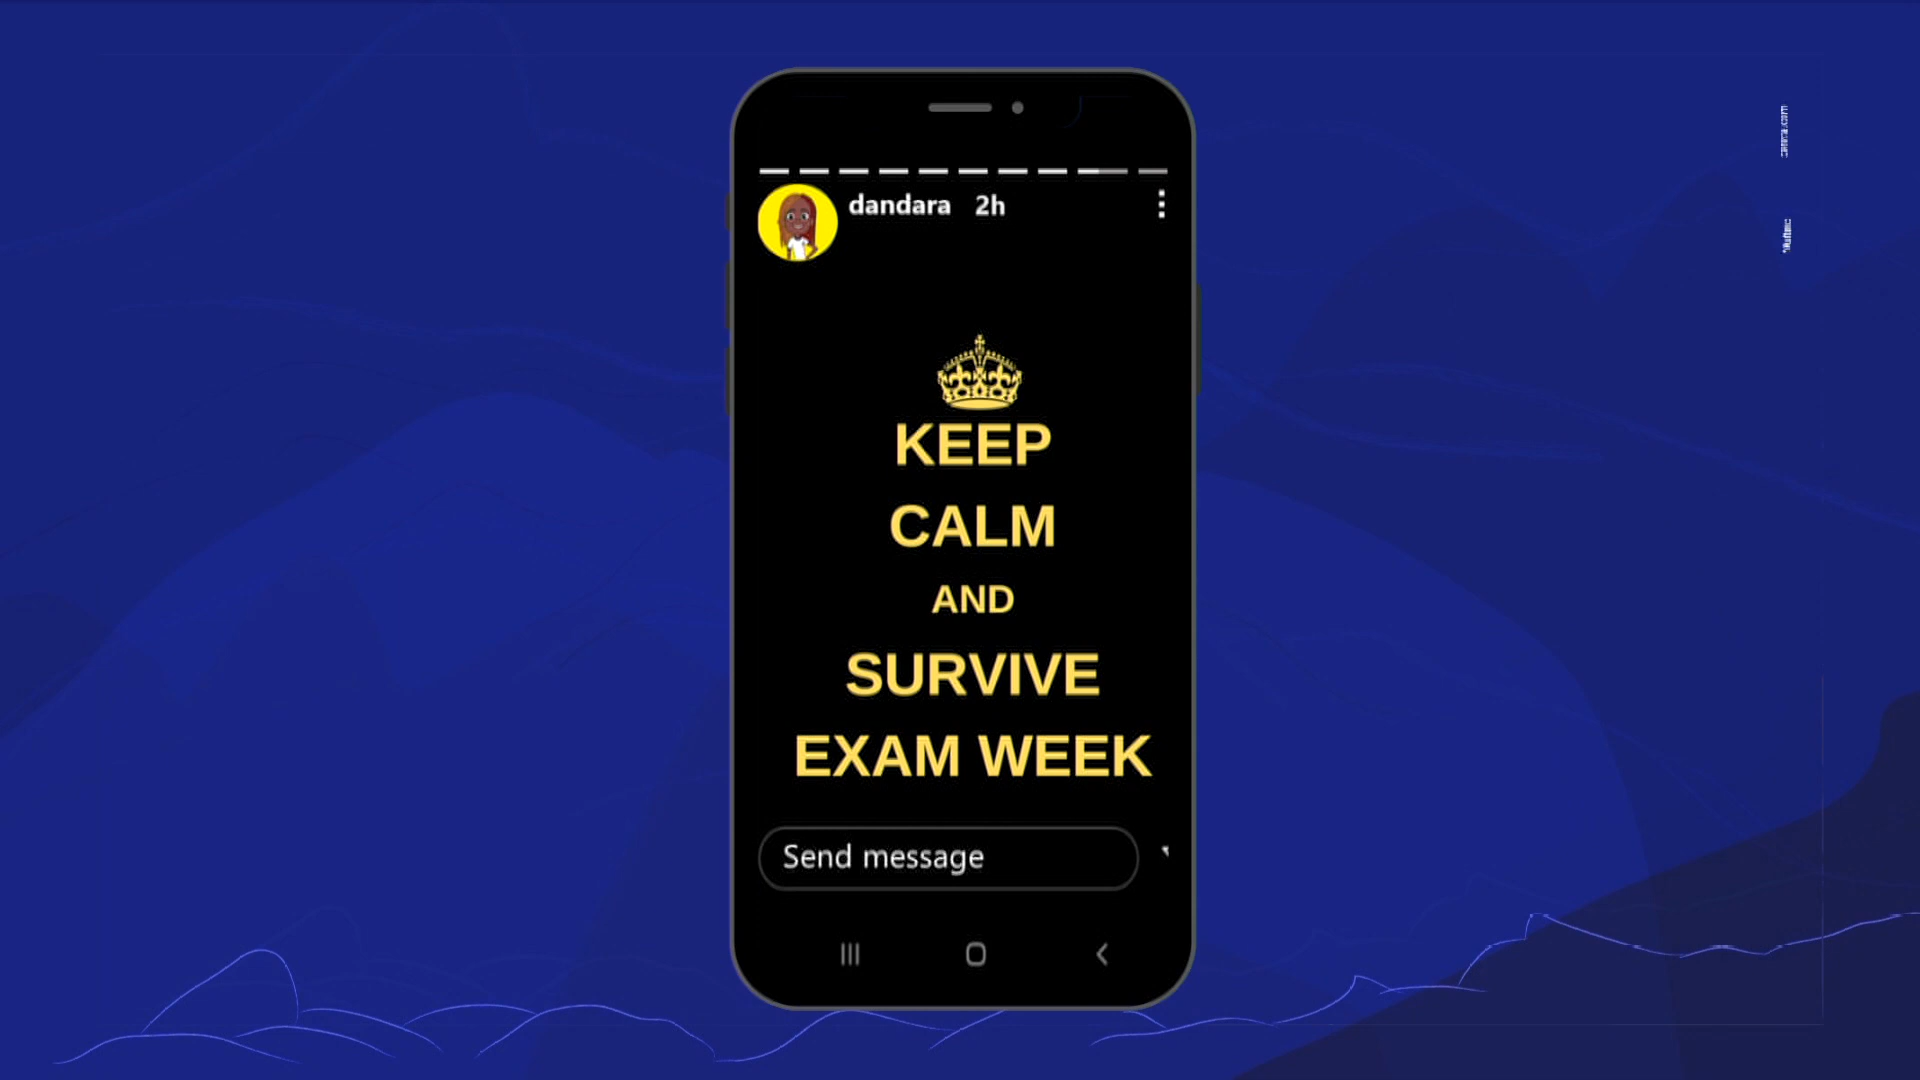 dandara 2h
KEEP
CALM
AND
SURVIVE
EXAM WEEK
Send message